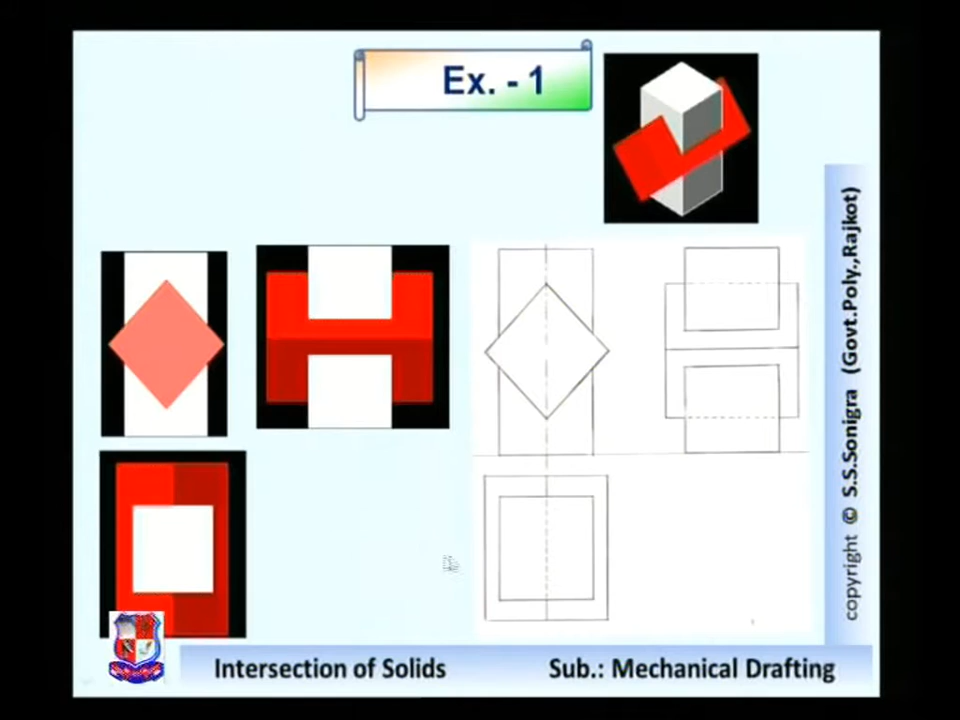 Ex. - 1
copyright © S.S.Sonigra (Govt.Poly.,Rajkot)
Intersection of Solids
Sub.: Mechanical Drafting